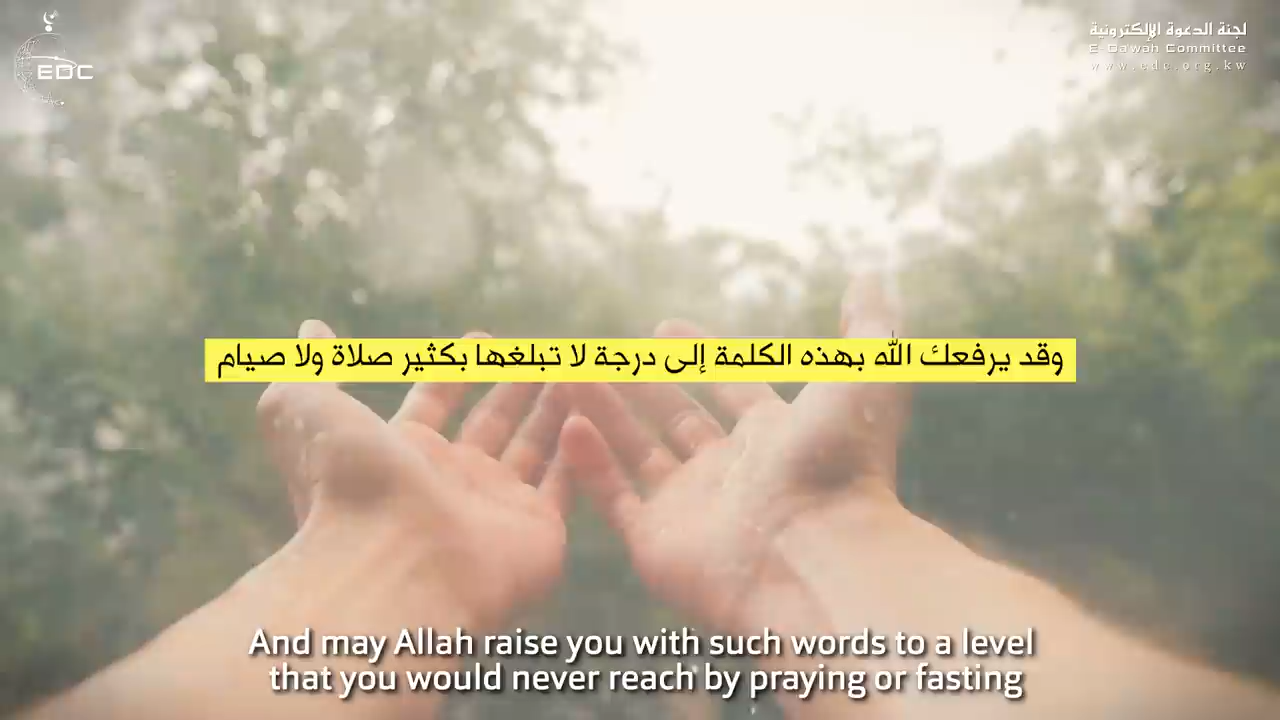 EDC
لجنة الدعوة الإلكترونية
E-Dawah Committee
www.edc.org.kw
وقد يرفعك الله بهذه الكلمة إلى درجة لا تبلغها بكثير صلاة ولا صيام
And may Allah raise you with such words to a level
that you would never reach by praying or fasting